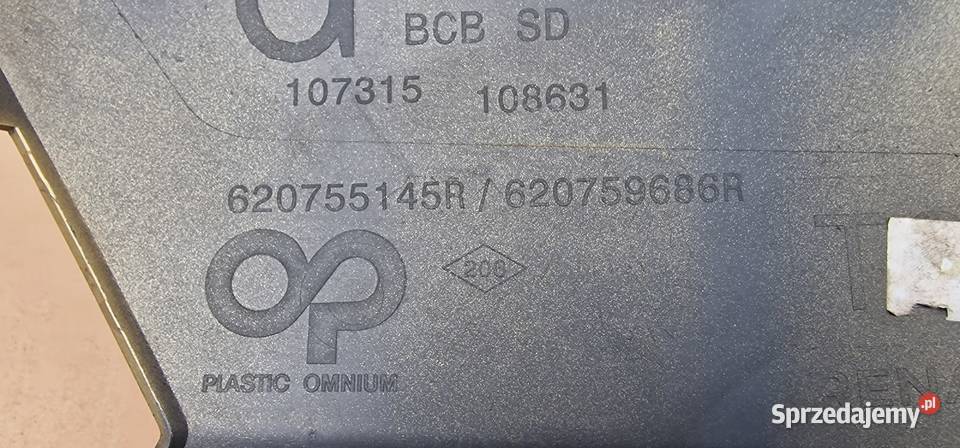 BCB SD
107315 108631
620755145R / 620759686R
200
PLASTIC OMNIUM
Sprzedajemy.pl